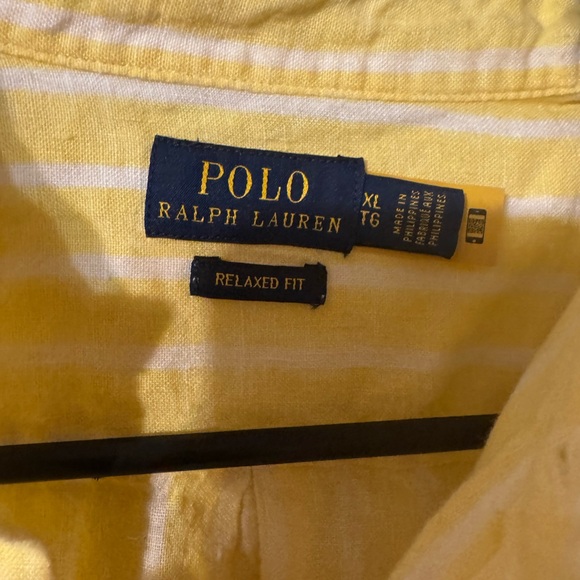 POLO
RALPH LAUREN
XL
TG
MADE IN
PHILIPPINES
FABRIQUÉ AUX
PHILIPPINES
RELAXED FIT